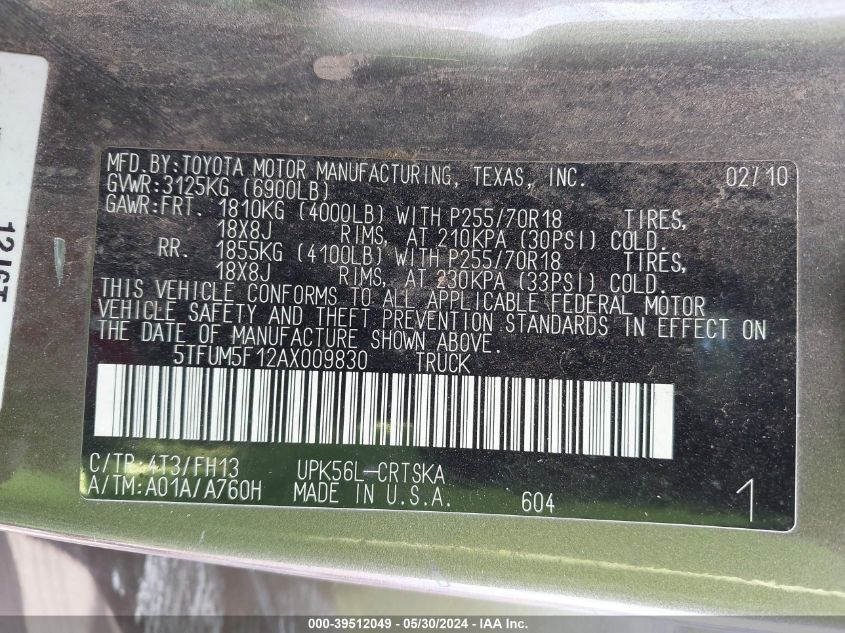 MFD.BY:TOYOTA MOTOR MANUFACTURING, TEXAS, INC. 02/10
GVWR:3125KG (6900LB)
GAWR:FRT. 1810KG (4000LB) WITH P255/70R18 TIRES,
18X8J RIMS, AT 210KPA (30PSI) COLD.
RR. 1855KG (4100LB) WITH P255/70R18 TIRES,
18X8J RIMS, AT 230KPA (33PSI) COLD.
THIS VEHICLE CONFORMS TO ALL APPLICABLE FEDERAL MOTOR
VEHICLE SAFETY AND THEFT PREVENTION STANDARDS IN EFFECT ON
THE DATE OF MANUFACTURE SHOWN ABOVE.
5TFUM5F12AX009830 TRUCK
C/TR:4T3/FH13 UPK56L-CRTSKA
A/TM:A01A/A760H MADE IN U.S.A. 604 1
000-39512049 - 05/30/2024 - IAA Inc.